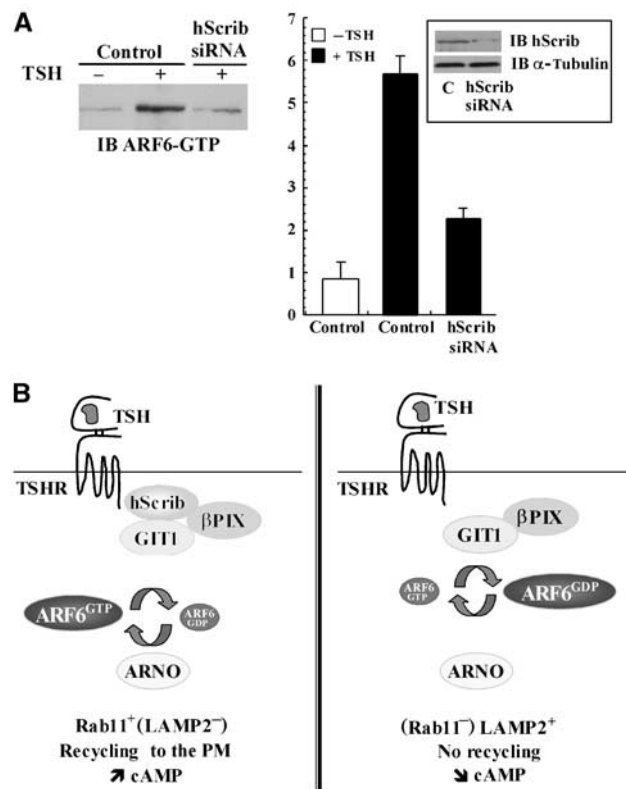 A
Control
hScrib
siRNA
TSH – + +
IB ARF6-GTP
7
6
5
4
3
2
1
0
–TSH
+ TSH
Control
Control
hScrib
siRNA
IB hScrib
IB α-Tubulin
C hScrib
siRNA
B
TSH
TSHR
hScrib
βPIX
GIT1
ARF6GTP
ARF6
GDP
ARNO
Rab11+(LAMP2–)
Recycling to the PM
↗ cAMP
TSH
TSHR
βPIX
GIT1
ARF6
GTP
ARF6GDP
ARNO
(Rab11–) LAMP2+
No recycling
↘ cAMP